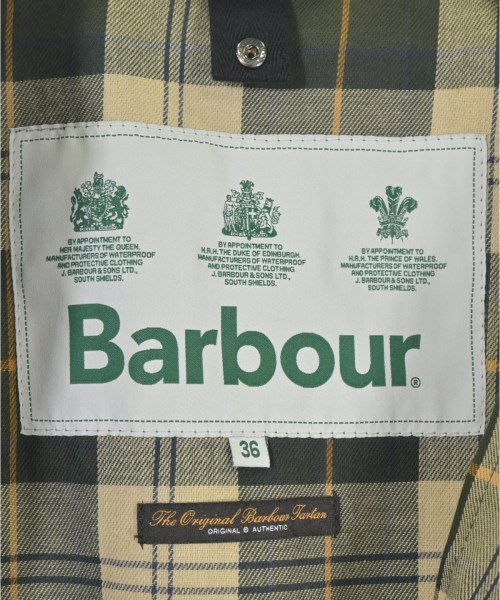 BY APPOINTMENT TO
HER MAJESTY THE QUEEN.
MANUFACTURERS OF WATERPROOF
AND PROTECTIVE CLOTHING
J. BARBOUR & SONS LTD.,
SOUTH SHIELDS.
BY APPOINTMENT TO
H.R.H. THE DUKE OF EDINBURGH.
MANUFACTURERS OF WATERPROOF
AND PROTECTIVE CLOTHING
J. BARBOUR & SONS LTD.,
SOUTH SHIELDS.
BY APPOINTMENT TO
H.R.H. THE PRINCE OF WALES.
MANUFACTURERS OF WATERPROOF
AND PROTECTIVE CLOTHING
J. BARBOUR & SONS LTD.,
SOUTH SHIELDS.
Barbour®
36
The Original Barbour Tartan
ORIGINAL @ AUTHENTIC